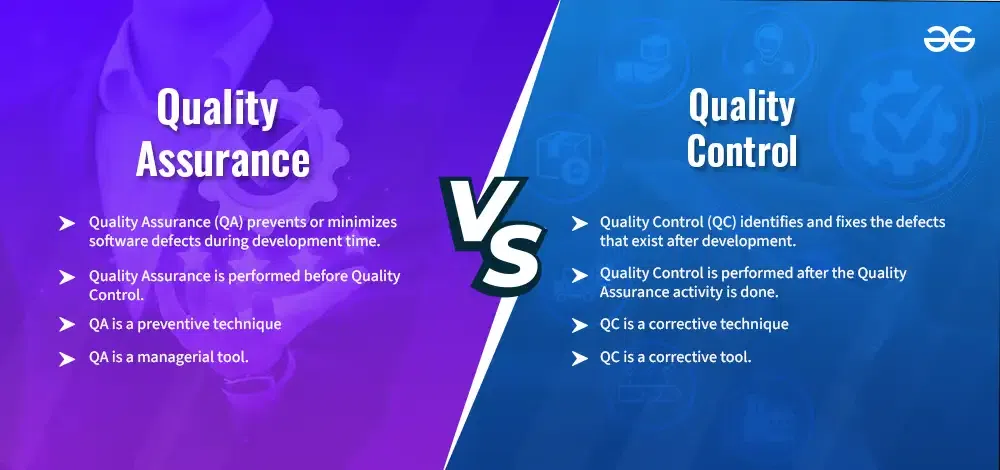 Quality
Assurance
Quality Assurance (QA) prevents or minimizes
software defects during development time.
Quality Assurance is performed before Quality
Control.
QA is a preventive technique
QA is a managerial tool.
VS
Quality
Control
Quality Control (QC) identifies and fixes the defects
that exist after development.
Quality Control is performed after the Quality
Assurance activity is done.
QC is a corrective technique
QC is a corrective tool.